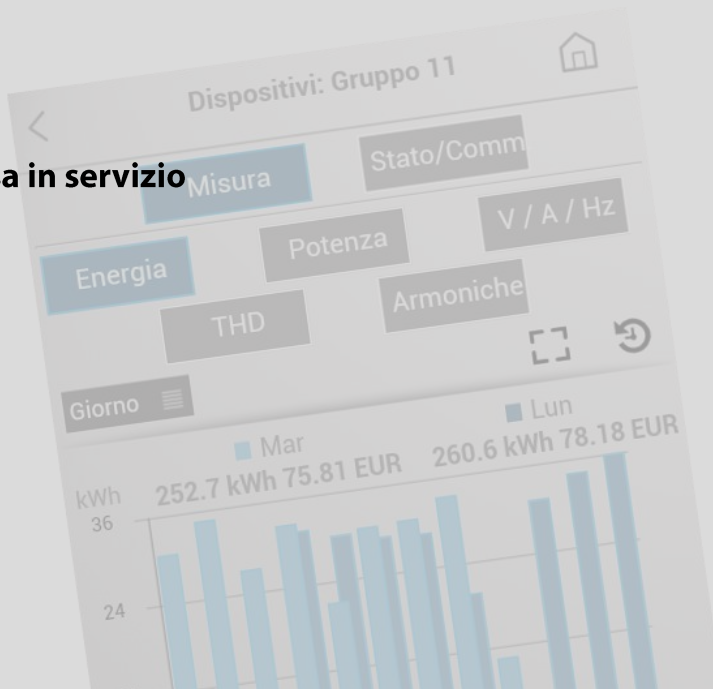 Dispositivi: Gruppo 11
a in servizio
Misura
Stato/Comm
Energia
Potenza
V / A / Hz
THD
Armoniche
Giorno
Mar
Lun
252.7 kWh 75.81 EUR
260.6 kWh 78.18 EUR
kWh
36
24